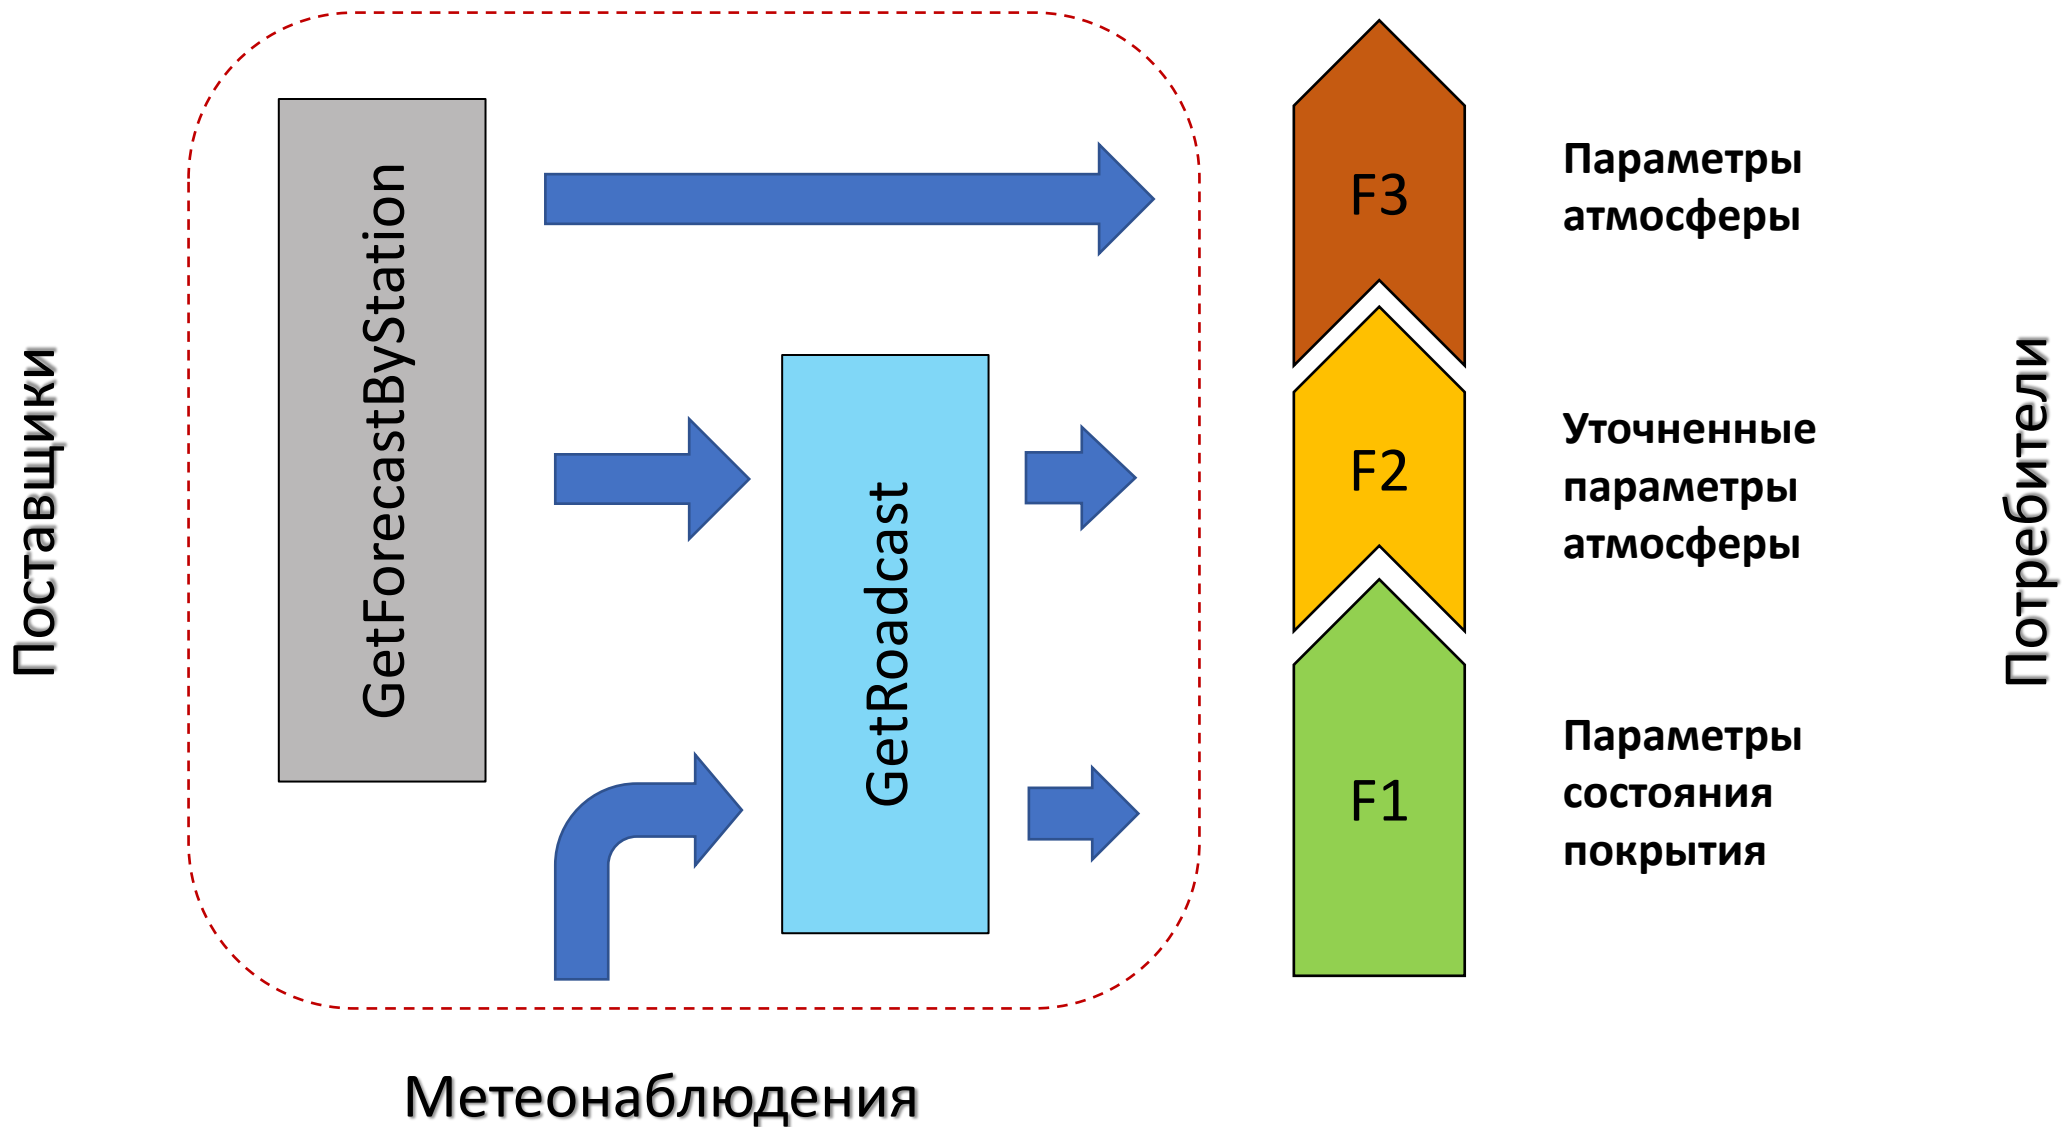 Поставщики
GetForecastByStation
GetRoadcast
F3
Параметры
атмосферы
F2
Уточненные
параметры
атмосферы
F1
Параметры
состояния
покрытия
Потребители
Метеонаблюдения